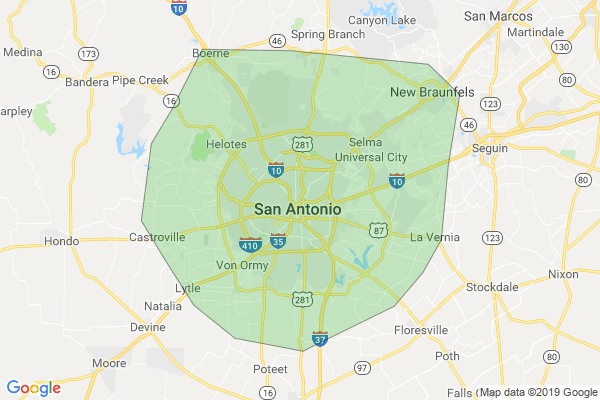 10
Canyon Lake
San Marcos
Medina
16
173
Boerne
Spring Branch
Martindale
130
46
Bandera
Pipe Creek
16
New Braunfels
123
80
arpley
46
Helotes
281
Selma
Universal City
Seguin
10
10
90
80
San Antonio
87
Hondo
Castroville
410
35
La Vernia
123
Von Ormy
Nixon
Lytle
281
Stockdale
Natalia
Devine
37
Floresville
Moore
Poteet
97
Poth
80
16
123
Google
Falls
Map data ©2019 Google